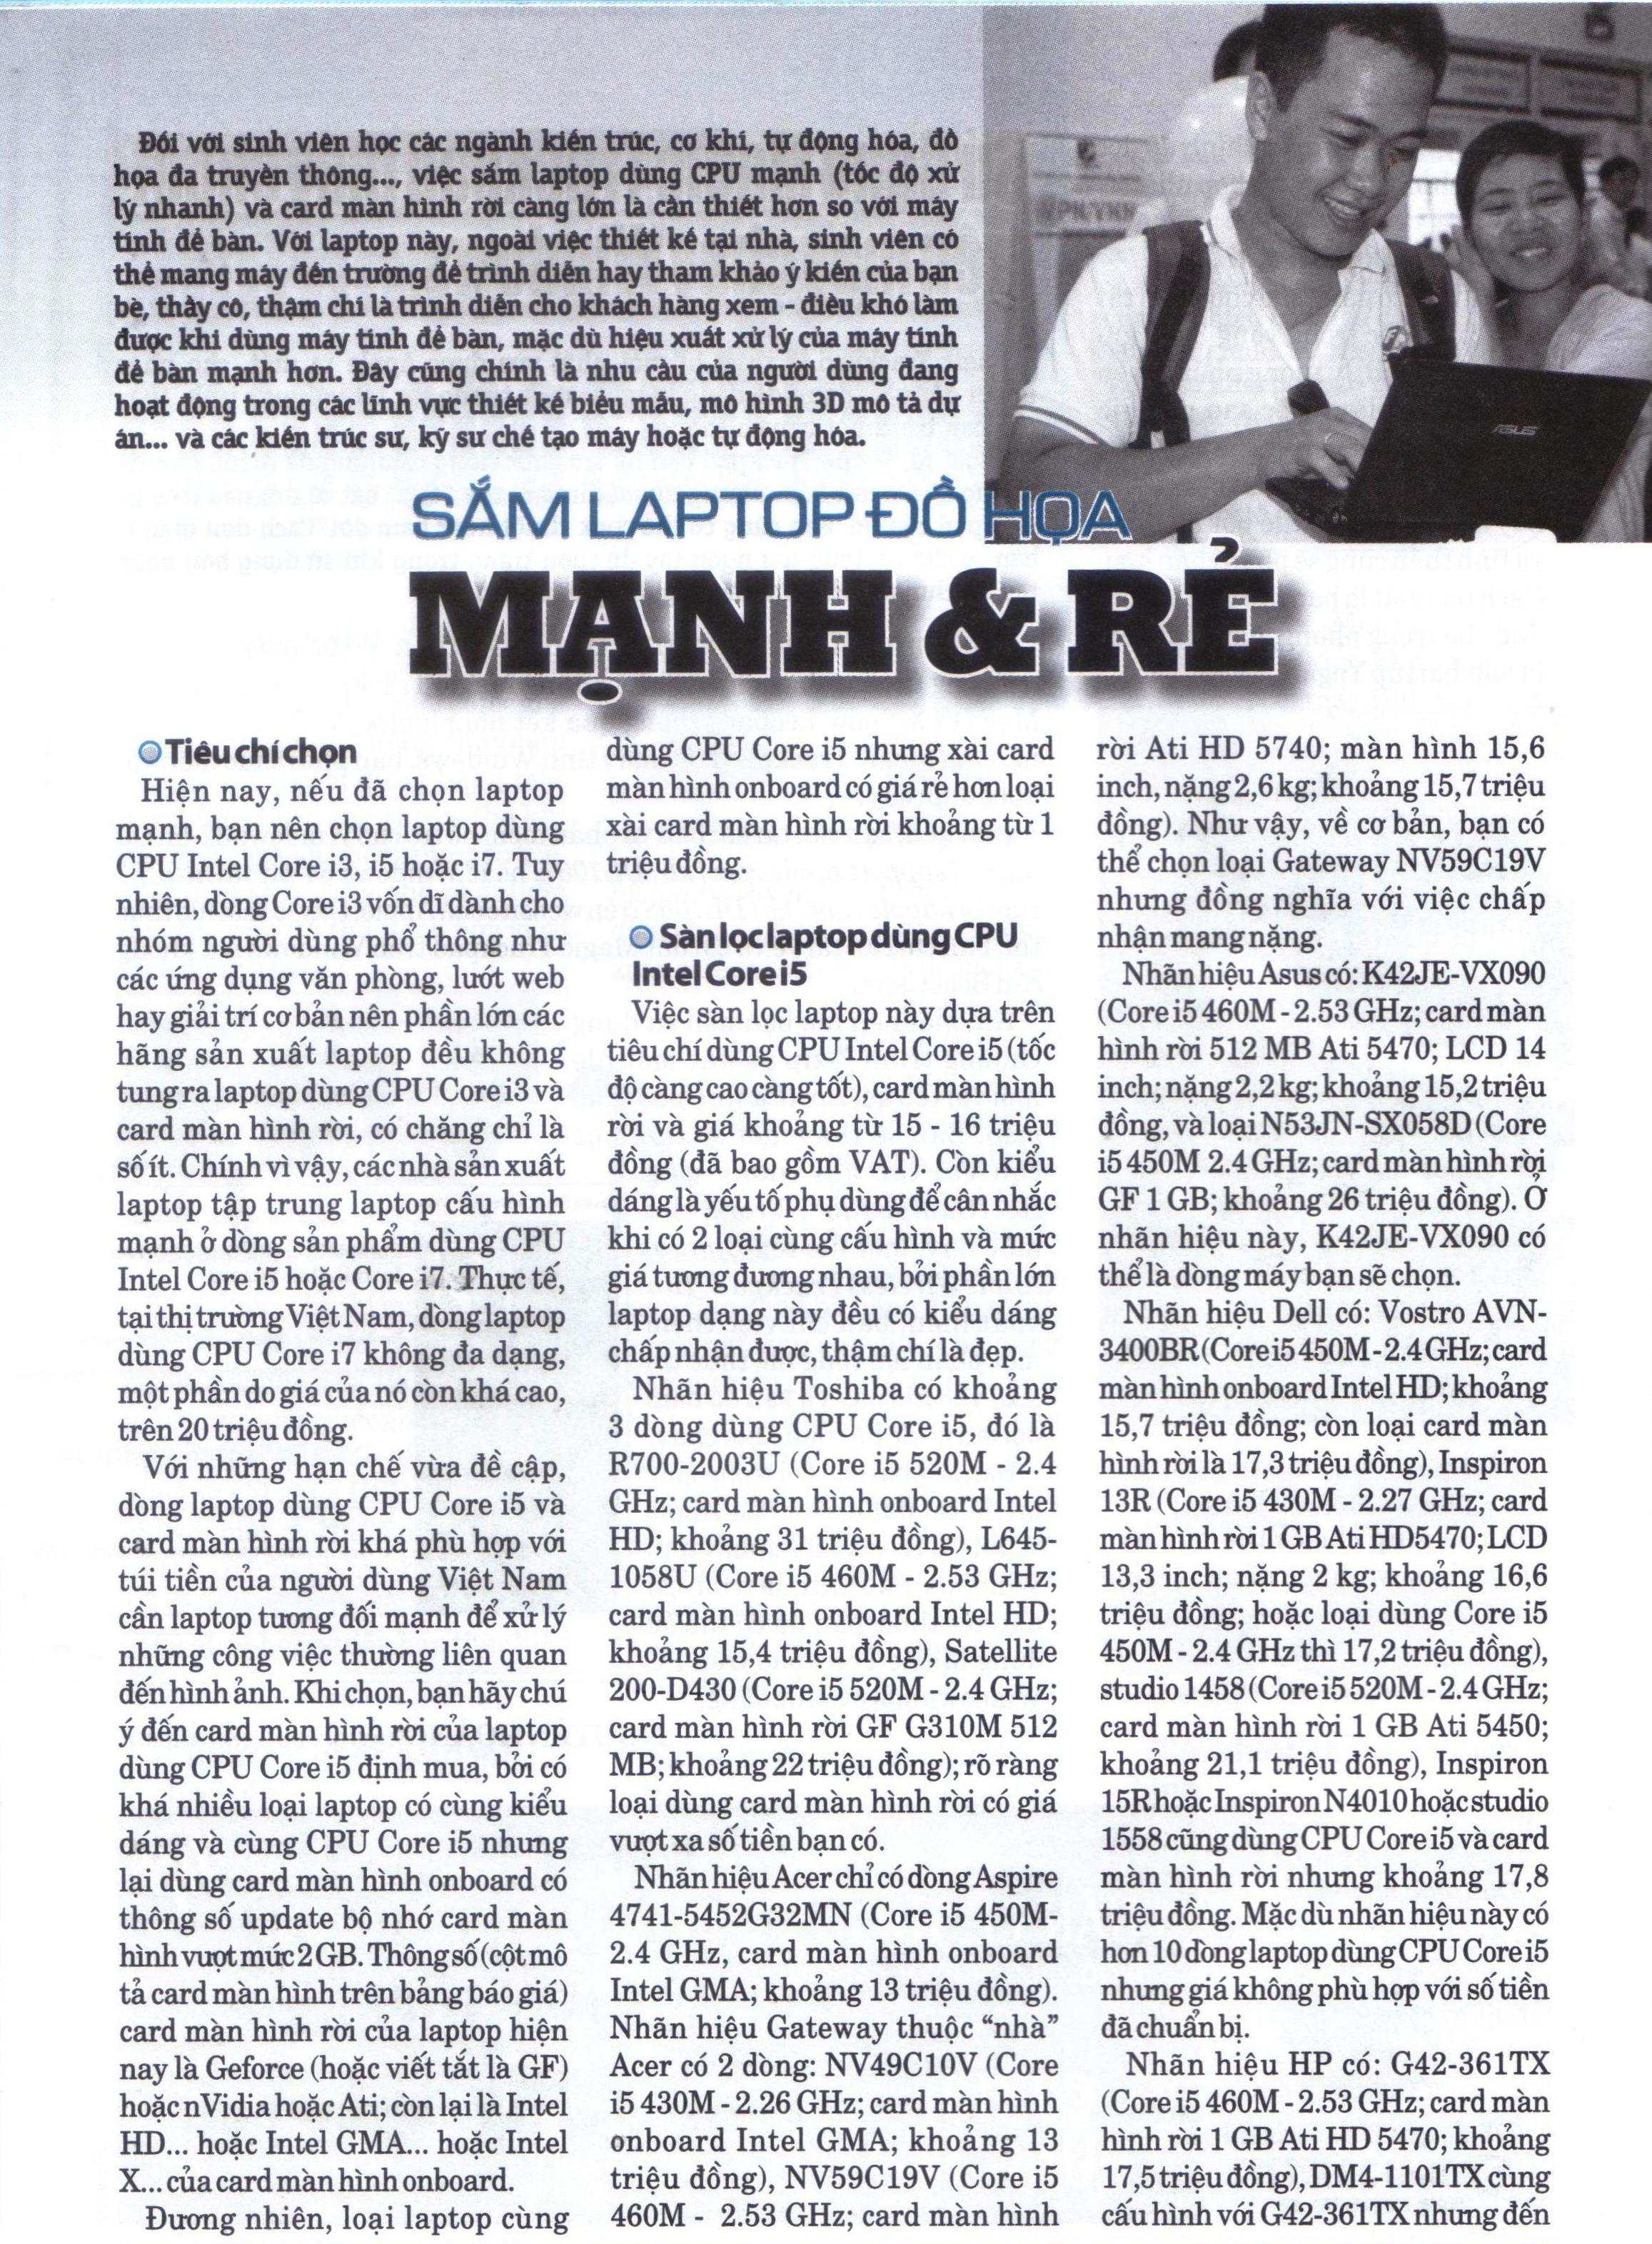 Đối với sinh viên học các ngành kiến trúc, cơ khí, tự động hóa, đồ
họa đa truyền thông..., việc sắm laptop dùng CPU mạnh (tốc độ xử
lý nhanh) và card màn hình rời càng lớn là cần thiết hơn so với máy
tính để bàn. Với laptop này, ngoài việc thiết kế tại nhà, sinh viên có
thể mang máy đến trường để trình diễn hay tham khảo ý kiến của bạn
bè, thầy cô, thậm chí là trình diễn cho khách hàng xem - điều khó làm
được khi dùng máy tính để bàn, mặc dù hiệu xuất xử lý của máy tính
để bàn mạnh hơn. Đây cũng chính là nhu cầu của người dùng đang
hoạt động trong các lĩnh vực thiết kế biểu mẫu, mô hình 3D mô tả dự
án... và các kiến trúc sư, kỹ sư chế tạo máy hoặc tự động hóa.
ASUS
SẮM LAPTOP ĐỒ HỌA
MẠNH & RẺ
Tiêu chí chọn
Hiện nay, nếu đã chọn laptop
mạnh, bạn nên chọn laptop dùng
CPU Intel Core i3, i5 hoặc i7. Tuy
nhiên, dòng Core i3 vốn dĩ dành cho
nhóm người dùng phổ thông như
các ứng dụng văn phòng, lướt web
hay giải trí cơ bản nên phần lớn các
hãng sản xuất laptop đều không
tung ra laptop dùng CPU Core i3 và
card màn hình rời, có chăng chỉ là
số ít. Chính vì vậy, các nhà sản xuất
laptop tập trung laptop cấu hình
mạnh ở dòng sản phẩm dùng CPU
Intel Core i5 hoặc Core i7. Thực tế,
tại thị trường Việt Nam, dòng laptop
dùng CPU Core i7 không đa dạng,
một phần do giá của nó còn khá cao,
trên 20 triệu đồng.
Với những hạn chế vừa đề cập,
dòng laptop dùng CPU Core i5 và
card màn hình rời khá phù hợp với
túi tiền của người dùng Việt Nam
cần laptop tương đối mạnh để xử lý
những công việc thường liên quan
đến hình ảnh. Khi chọn, bạn hãy chú
ý đến card màn hình rời của laptop
dùng CPU Core i5 định mua, bởi có
khá nhiều loại laptop có cùng kiểu
dáng và cùng CPU Core i5 nhưng
lại dùng card màn hình onboard có
thông số update bộ nhớ card màn
hình vượt mức 2 GB. Thông số (cột mô
tả card màn hình trên bảng báo giá)
card màn hình rời của laptop hiện
nay là Geforce (hoặc viết tắt là GF)
hoặc nVidia hoặc Ati; còn lại là Intel
HD... hoặc Intel GMA... hoặc Intel
X... của card màn hình onboard.
Đương nhiên, loại laptop cùng
dùng CPU Core i5 nhưng xài card
màn hình onboard có giá rẻ hơn loại
xài card màn hình rời khoảng từ 1
triệu đồng.
Sàn lọc laptop dùng CPU
Intel Core i5
Việc sàn lọc laptop này dựa trên
tiêu chí dùng CPU Intel Core i5 (tốc
độ càng cao càng tốt), card màn hình
rời và giá khoảng từ 15 - 16 triệu
đồng (đã bao gồm VAT). Còn kiểu
dáng là yếu tố phụ dùng để cân nhắc
khi có 2 loại cùng cấu hình và mức
giá tương đương nhau, bởi phần lớn
laptop dạng này đều có kiểu dáng
chấp nhận được, thậm chí là đẹp.
Nhãn hiệu Toshiba có khoảng
3 dòng dùng CPU Core i5, đó là
R700-2003U (Core i5 520M - 2.4
GHz; card màn hình onboard Intel
HD; khoảng 31 triệu đồng), L645-
1058U (Core i5 460M - 2.53 GHz;
card màn hình onboard Intel HD;
khoảng 15,4 triệu đồng), Satellite
200-D430 (Core i5 520M - 2.4 GHz;
card màn hình rời GF G310M 512
MB; khoảng 22 triệu đồng); rõ ràng
loại dùng card màn hình rời có giá
vượt xa số tiền bạn có.
Nhãn hiệu Acer chỉ có dòng Aspire
4741-5452G32MN (Core i5 450M-
2.4 GHz, card màn hình onboard
Intel GMA; khoảng 13 triệu đồng).
Nhãn hiệu Gateway thuộc “nhà”
Acer có 2 dòng: NV49C10V (Core
i5 430M - 2.26 GHz; card màn hình
onboard Intel GMA; khoảng 13
triệu đồng), NV59C19V (Core i5
460M - 2.53 GHz; card màn hình
rời Ati HD 5740; màn hình 15,6
inch, nặng 2,6 kg; khoảng 15,7 triệu
đồng). Như vậy, về cơ bản, bạn có
thể chọn loại Gateway NV59C19V
nhưng đồng nghĩa với việc chấp
nhận mang nặng.
Nhãn hiệu Asus có: K42JE-VX090
(Core i5 460M - 2.53 GHz; card màn
hình rời 512 MB Ati 5470; LCD 14
inch; nặng 2,2 kg; khoảng 15,2 triệu
đồng, và loại N53JN-SX058D (Core
i5 450M 2.4 GHz; card màn hình rời
GF 1 GB; khoảng 26 triệu đồng). Ở
nhãn hiệu này, K42JE-VX090 có
thể là dòng máy bạn sẽ chọn.
Nhãn hiệu Dell có: Vostro AVN-
3400BR (Core i5 450M - 2.4 GHz; card
màn hình onboard Intel HD; khoảng
15,7 triệu đồng; còn loại card màn
hình rời là 17,3 triệu đồng), Inspiron
13R (Core i5 430M - 2.27 GHz; card
màn hình rời 1 GB Ati HD5470; LCD
13,3 inch; nặng 2 kg; khoảng 16,6
triệu đồng; hoặc loại dùng Core i5
450M - 2.4 GHz thì 17,2 triệu đồng),
studio 1458 (Core i5 520M - 2.4 GHz;
card màn hình rời 1 GB Ati 5450;
khoảng 21,1 triệu đồng), Inspiron
15R hoặc Inspiron N4010 hoặc studio
1558 cũng dùng CPU Core i5 và card
màn hình rời nhưng khoảng 17,8
triệu đồng. Mặc dù nhãn hiệu này có
hơn 10 dòng laptop dùng CPU Core i5
nhưng giá không phù hợp với số tiền
đã chuẩn bị.
Nhãn hiệu HP có: G42-361TX
(Core i5 460M - 2.53 GHz; card màn
hình rời 1 GB Ati HD 5470; khoảng
17,5 triệu đồng), DM4-1101TX cùng
cấu hình với G42-361TX nhưng đến